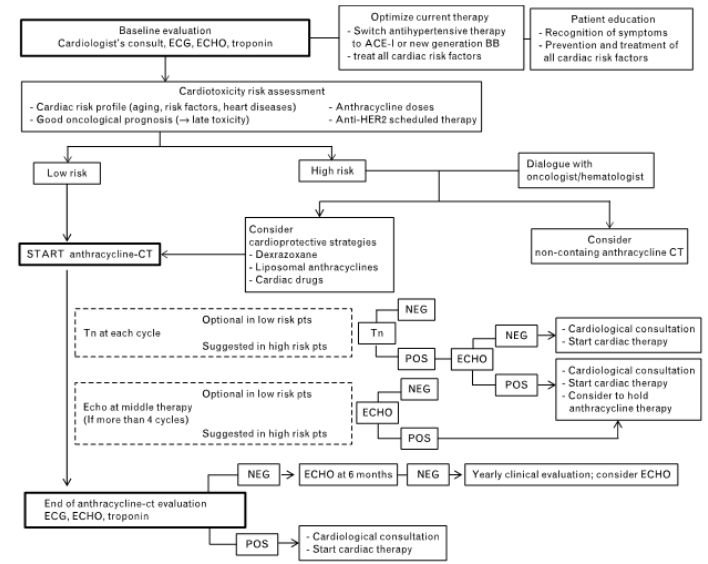 Baseline evaluation
Cardiologist's consult, ECG, ECHO, troponin
Optimize current therapy
- Switch antihypertensive therapy
to ACE-I or new generation BB
- treat all cardiac risk factors
Patient education
- Recognition of symptoms
- Prevention and treatment of
all cardiac risk factors
Cardiotoxicity risk assessment
- Cardiac risk profile (aging, risk factors, heart diseases)
- Good oncological prognosis (→ late toxicity)
- Anthracycline doses
- Anti-HER2 scheduled therapy
Low risk
High risk
Dialogue with
oncologist/hematologist
START anthracycline-CT
Consider
cardioprotective strategies
- Dexrazoxane
- Liposomal anthracyclines
- Cardiac drugs
Consider
non-containg anthracycline CT
Tn at each cycle
Optional in low risk pts
Suggested in high risk pts
Tn
NEG
POS
ECHO
NEG
POS
- Cardiological consultation
- Start cardiac therapy
- Cardiological consultation
- Start cardiac therapy
- Consider to hold
anthracycline therapy
Echo at middle therapy
(If more than 4 cycles)
Optional in low risk pts
Suggested in high risk pts
ECHO
NEG
POS
End of anthracycline-ct evaluation
ECG, ECHO, troponin
NEG
ECHO at 6 months
NEG
Yearly clinical evaluation; consider ECHO
POS
- Cardiological consultation
- Start cardiac therapy